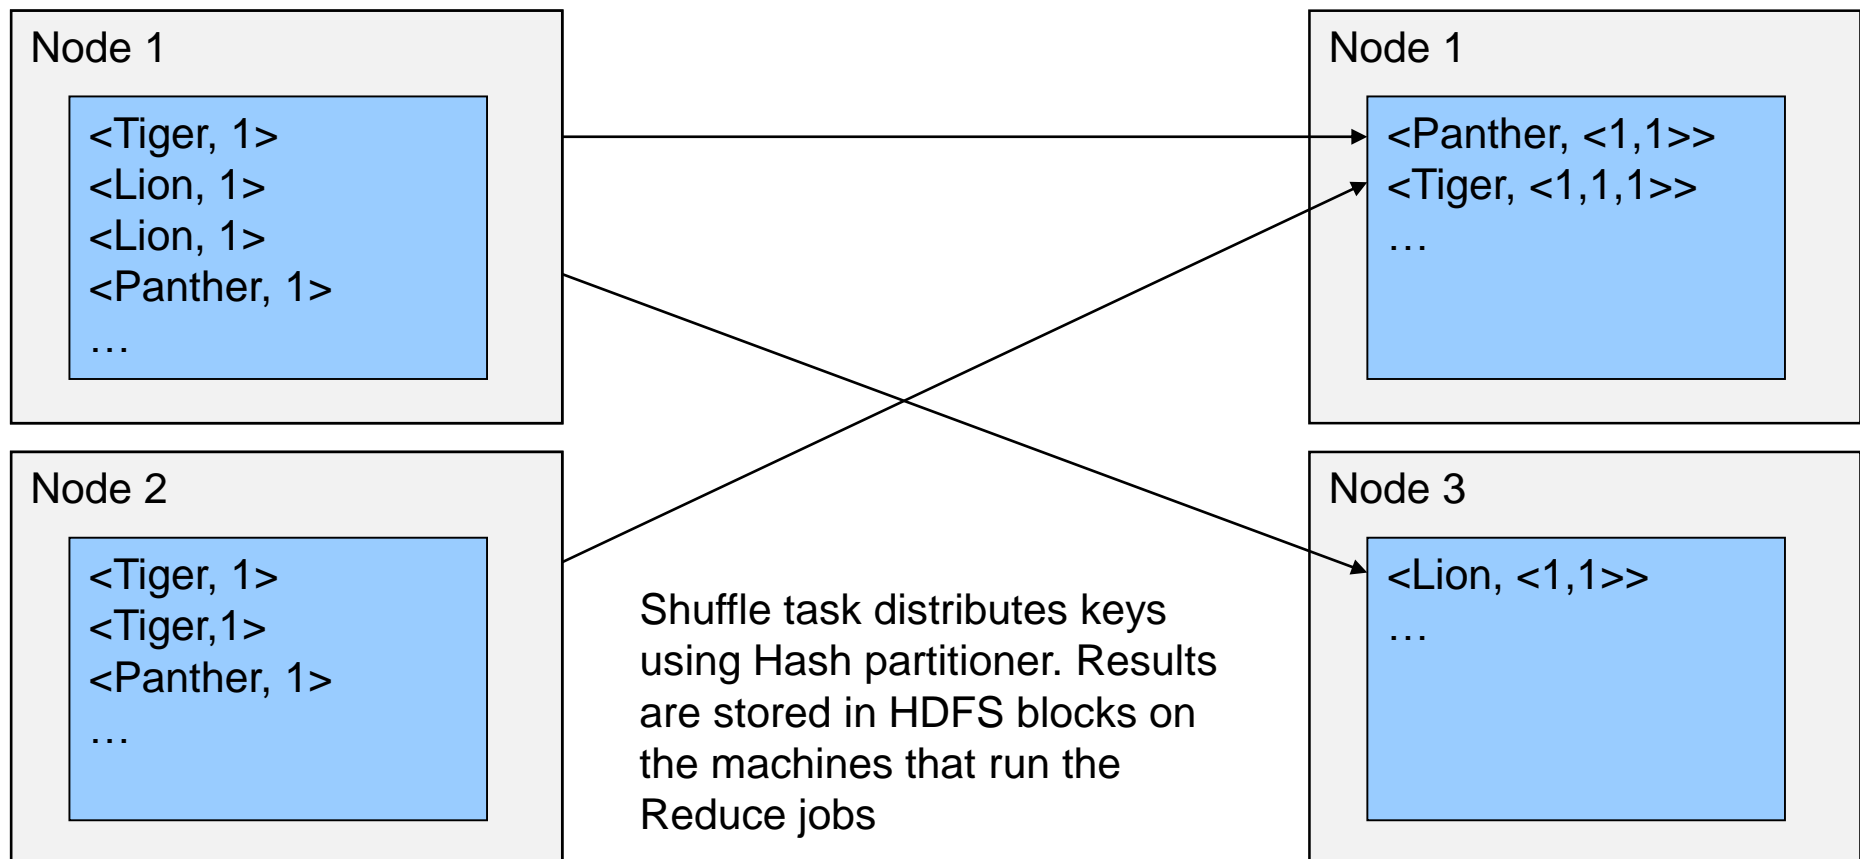 Node 1
<Tiger, 1>
<Lion, 1>
<Lion, 1>
<Panther, 1>
…
Node 1
<Panther, <1,1>>
<Tiger, <1,1,1>>
…
Node 2
<Tiger, 1>
<Tiger,1>
<Panther, 1>
…
Shuffle task distributes keys
using Hash partitioner. Results
are stored in HDFS blocks on
the machines that run the
Reduce jobs
Node 3
<Lion, <1,1>>
…